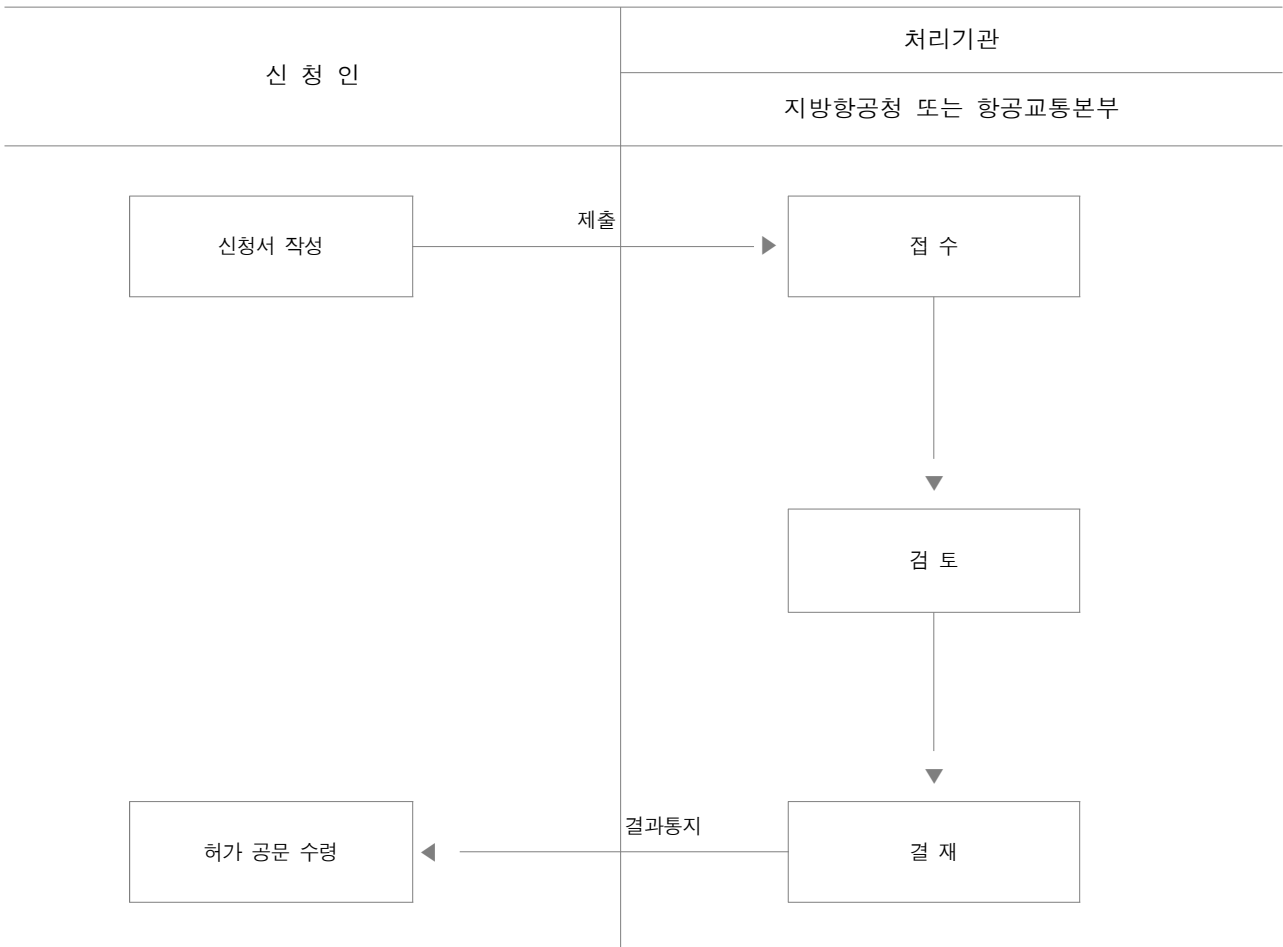 신 청 인
처리기관
지방항공청 또는 항공교통본부
신청서 작성
제출
접 수
검 토
허가 공문 수령
결과통지
결 재